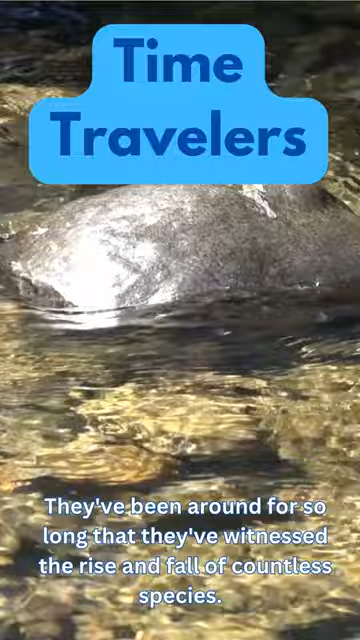 Time
Travelers
They've been around for so
long that they've witnessed
the rise and fall of countless
species.